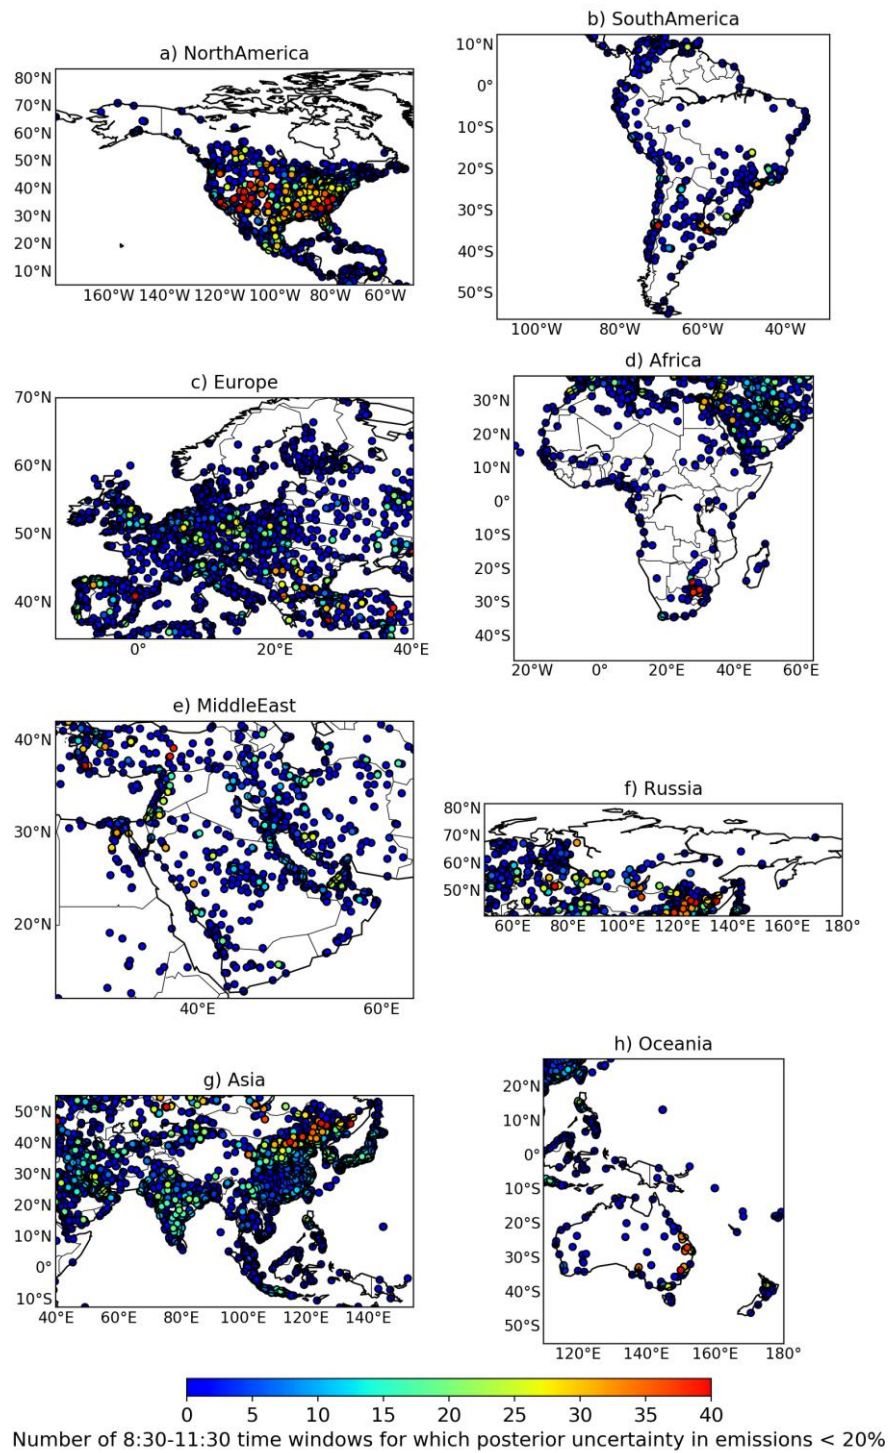 a) NorthAmerica
80°N
70°N
60°N
50°N
40°N
30°N
20°N
10°N
160°W 140°W 120°W 100°W 80°W 60°W
b) SouthAmerica
10°N
0°
10°S
20°S
30°S
40°S
50°S
100°W 80°W 60°W 40°W
c) Europe
70°N
60°N
50°N
40°N
0° 20°E 40°E
d) Africa
30°N
20°N
10°N
0°
10°S
20°S
30°S
40°S
20°W 0° 20°E 40°E 60°E
e) MiddleEast
40°N
30°N
20°N
40°E 60°E
f) Russia
80°N
70°N
60°N
50°N
60°E 80°E 100°E 120°E 140°E 160°E 180°
g) Asia
50°N
40°N
30°N
20°N
10°N
0°
10°S
40°E 60°E 80°E 100°E 120°E 140°E
h) Oceania
20°N
10°N
0°
10°S
20°S
30°S
40°S
50°S
120°E 140°E 160°E 180°
0 5 10 15 20 25 30 35 40
Number of 8:30-11:30 time windows for which posterior uncertainty in emissions < 20%